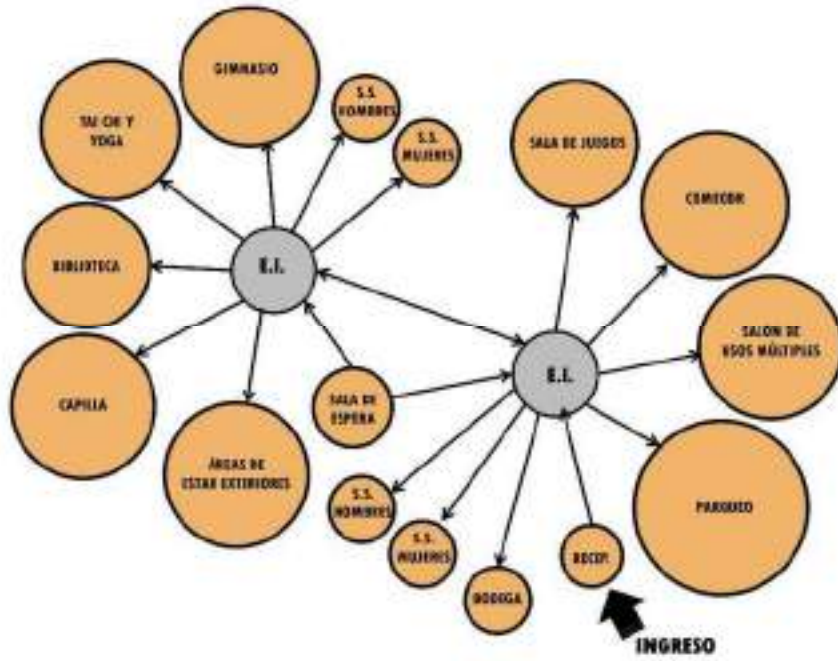 GIMNASIO
TAI CHI Y
YOGA
S.S.
HOMBRES
S.S.
MUJERES
SALA DE JUEGOS
COMEODR
BIBLIOTECA
E.I.
SALON DE
USOS MÚLTIPLES
E.I.
CAPILLA
SALA DE
ESPERA
ÁREAS DE
ESTAR EXTERIORES
S.S.
HOMBRES
S.S.
MUJERES
PARQUEO
BODEGA
RECEP.
INGRESO